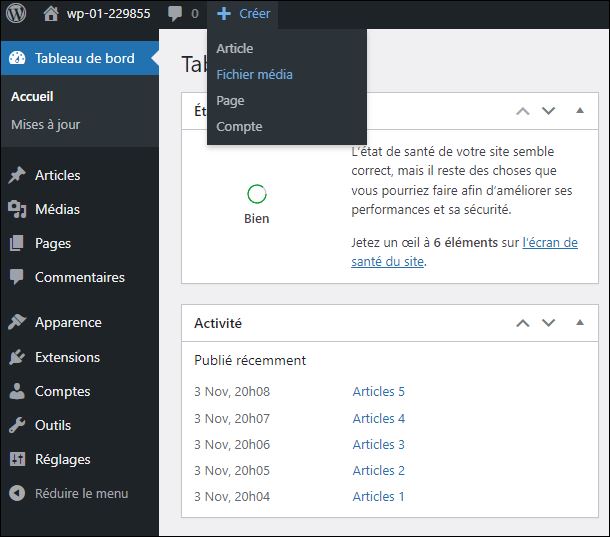 wp-01-229855 0 Créer
Article
Fichier média
Page
Compte
Tableau de bord
Accueil
Mises à jour
Articles
Médias
Pages
Commentaires
Apparence
Extensions
Comptes
Outils
Réglages
Réduire le menu
L'état de santé de votre site semble
correct, mais il reste des choses que
vous pourriez faire afin d'améliorer ses
performances et sa sécurité.
Bien
Jetez un œil à 6 éléments sur l'écran de
santé du site.
Activité
Publié récemment
3 Nov, 20h08 Articles 5
3 Nov, 20h07 Articles 4
3 Nov, 20h06 Articles 3
3 Nov, 20h05 Articles 2
3 Nov, 20h04 Articles 1